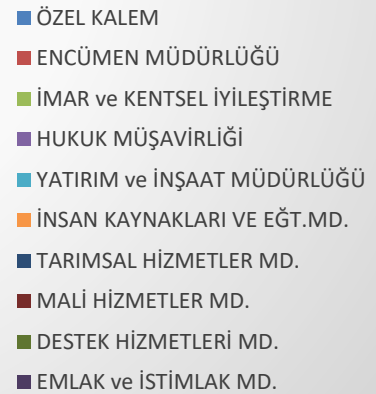 ÖZEL KALEM
ENCÜMEN MÜDÜRLÜĞÜ
İMAR ve KENTSEL İYİLEŞTİRME
HUKUK MÜŞAVİRLİĞİ
YATIRIM ve İNŞAAT MÜDÜRLÜĞÜ
İNSAN KAYNAKLARI VE EĞT.MD.
TARIMSAL HİZMETLER MD.
MALİ HİZMETLER MD.
DESTEK HİZMETLERİ MD.
EMLAK ve İSTİMLAK MD.